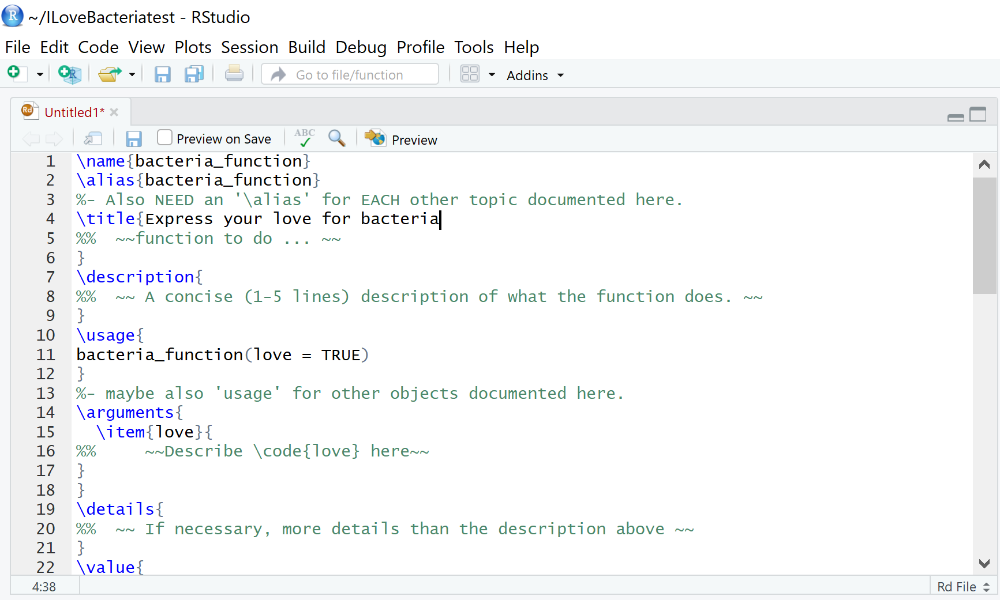 ~/ILoveBacteriatest - RStudio
File Edit Code View Plots Session Build Debug Profile Tools Help
Go to file/function Addins
Untitled1*
Preview on Save ABC Preview
1 \name{bacteria_function}
2 \alias{bacteria_function}
3 %- Also NEED an '\alias' for EACH other topic documented here.
4 \title{Express your love for bacteria
5 %%  ~~function to do ... ~~
6 }
7 \description{
8 %%  ~~ A concise (1-5 lines) description of what the function does. ~~
9 }
10 \usage{
11 bacteria_function(love = TRUE)
12 }
13 %- maybe also 'usage' for other objects documented here.
14 \arguments{
15   \item{love}{
16 %%     ~~Describe \code{love} here~~
17 }
18 }
19 \details{
20 %%  ~~ If necessary, more details than the description above ~~
21 }
22 \value{
4:38 Rd File